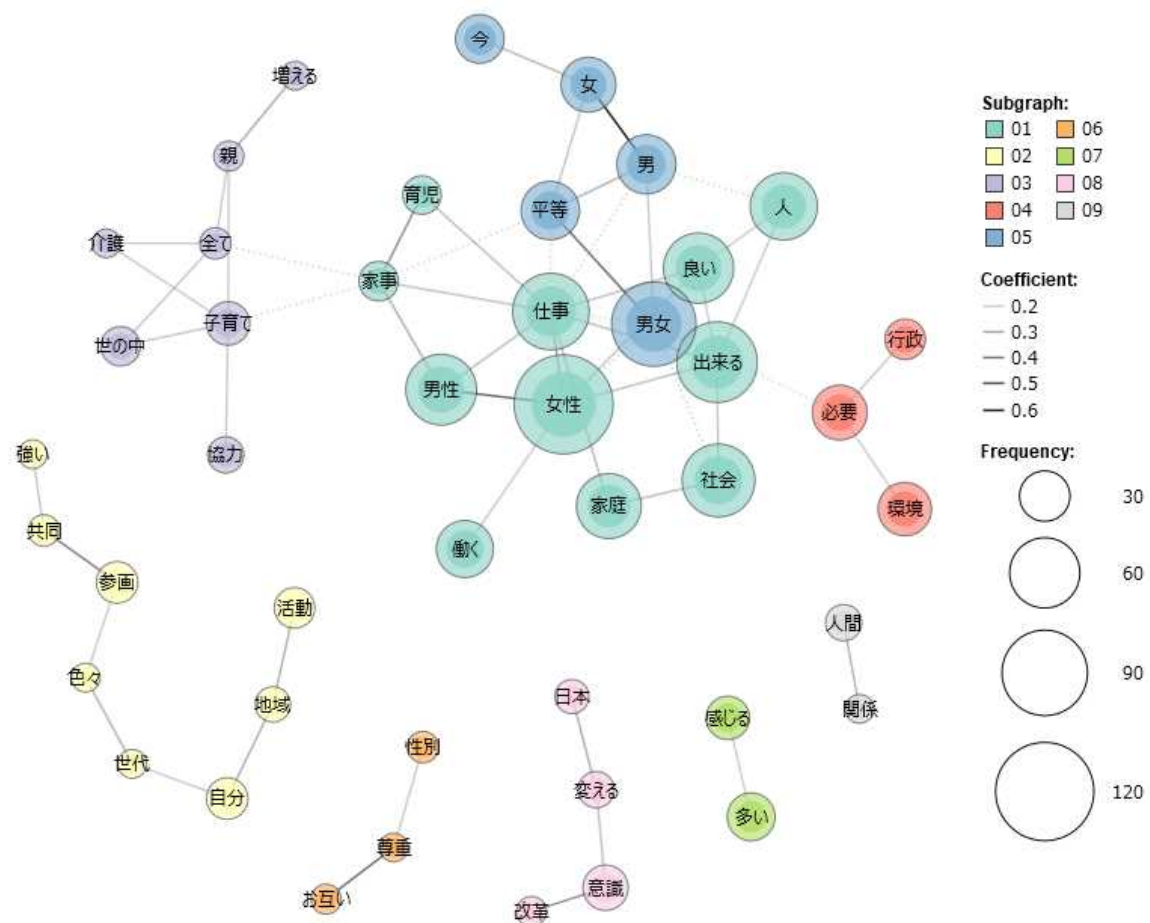 今
女
増える
男
親
育児
平等
人
介護
全て
家事
良い
仕事
男女
世の中
子育て
出来る
男性
女性
行政
必要
協力
家庭
社会
環境
働く
強い
共同
参画
活動
色々
地域
世代
自分
性別
尊重
お互い
日本
変える
意識
改革
感じる
多い
人間
関係
Subgraph:
01 06
02 07
03 08
04 09
05
Coefficient:
0.2
0.3
0.4
0.5
0.6
Frequency:
30
60
90
120